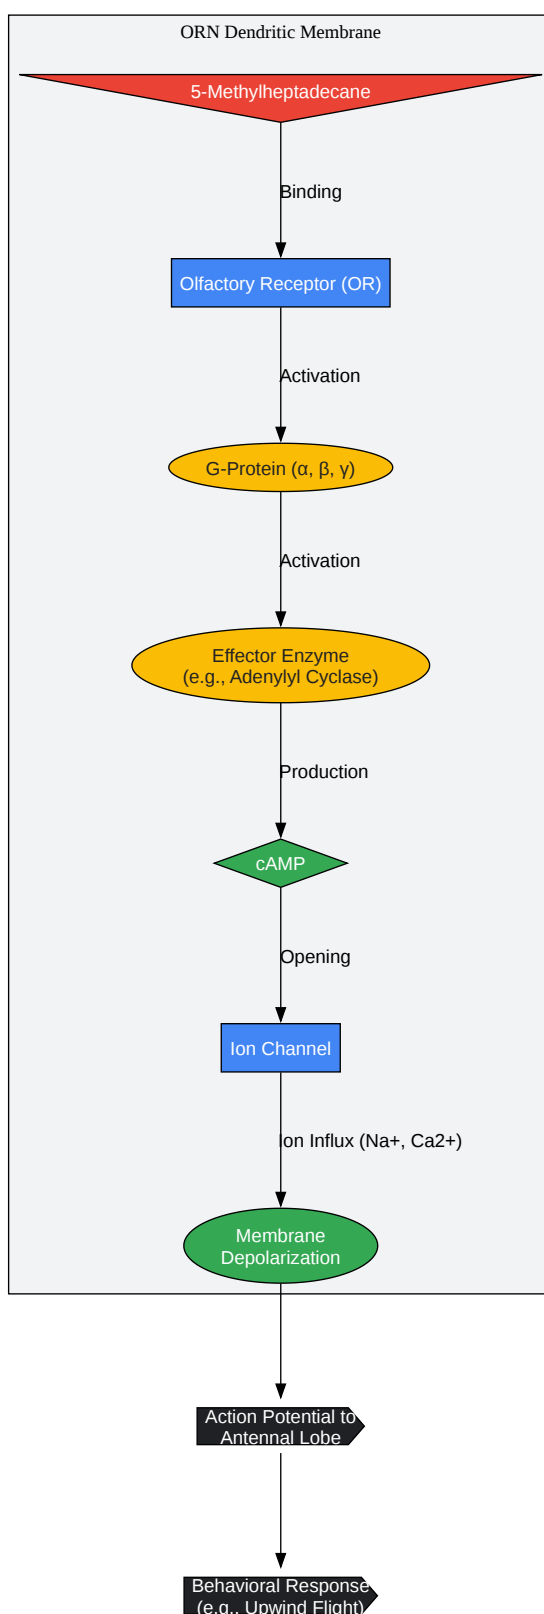 ORN Dendritic Membrane
5-Methylheptadecane
Binding
Olfactory Receptor (OR)
Activation
G-Protein (α, β, γ)
Activation
Effector Enzyme
(e.g., Adenylyl Cyclase)
Production
cAMP
Opening
Ion Channel
Ion Influx (Na+, Ca2+)
Membrane
Depolarization
Action Potential to
Antennal Lobe
Behavioral Response
(e.g., Upwind Flight)